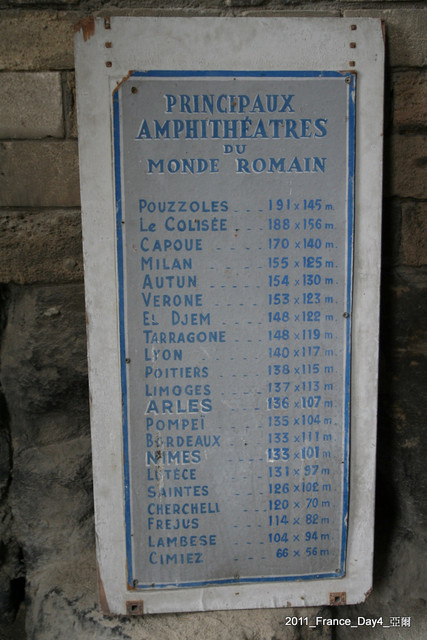 PRINCIPAUX
AMPHITHÉATRES
DU
MONDE ROMAIN
POUZZOLES 191 x 145 m.
LE COLISÉE 188 x 156 m.
CAPOUE 170 x 140 m.
MILAN 155 x 125 m.
AUTUN 154 x 130 m.
VERONE 153 x 123 m.
EL DJEM 148 x 122 m.
TARRAGONE 148 x 119 m.
LYON 140 x 117 m.
POITIERS 138 x 115 m.
LIMOGES 137 x 113 m.
ARLES 136 x 107 m.
POMPEÏ 135 x 104 m.
BORDEAUX 133 x 111 m.
NIMES 133 x 101 m.
LUTÈCE 131 x 97 m.
SAINTES 126 x 102 m.
CHERCHELL 120 x 70 m.
FREJUS 114 x 82 m.
LAMBESE 104 x 94 m.
CIMIEZ 66 x 56 m.
2011_France_Day4_亞爾